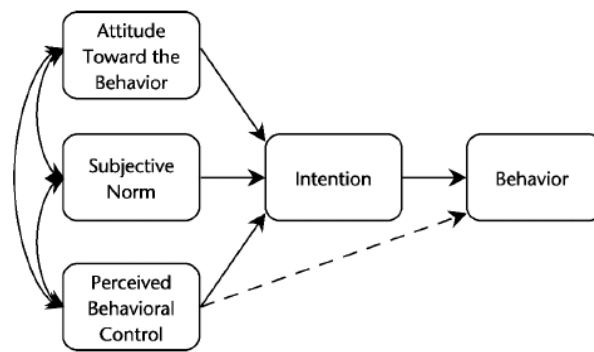 Attitude
Toward the
Behavior
Subjective
Norm
Intention
Behavior
Perceived
Behavioral
Control